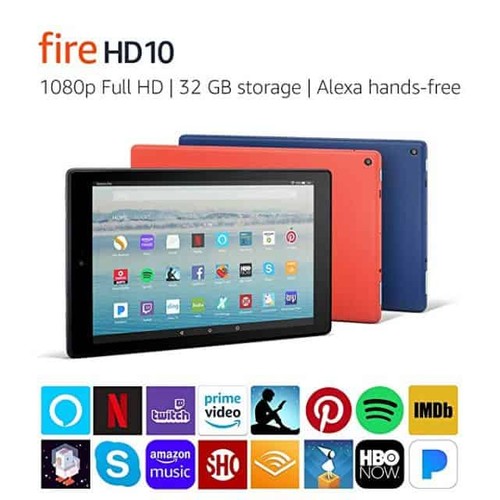 fire HD10
1080p Full HD | 32 GB storage | Alexa hands-free
N
twitch
prime
video
IMDb
S
amazon
music
SHO
HBO
NOW
P